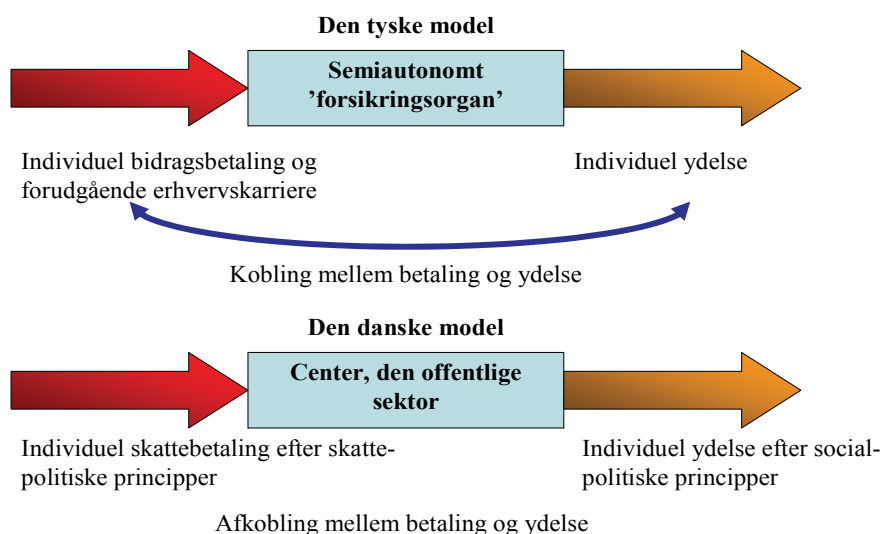 Den tyske model
Semiautonomt
’forsikringsorgan’
Individuel bidragsbetaling og
forudgående erhvervskarriere
Individuel ydelse
Kobling mellem betaling og ydelse
Den danske model
Center, den offentlige
sektor
Individuel skattebetaling efter skatte-
politiske principper
Individuel ydelse efter social-
politiske principper
Afkobling mellem betaling og ydelse